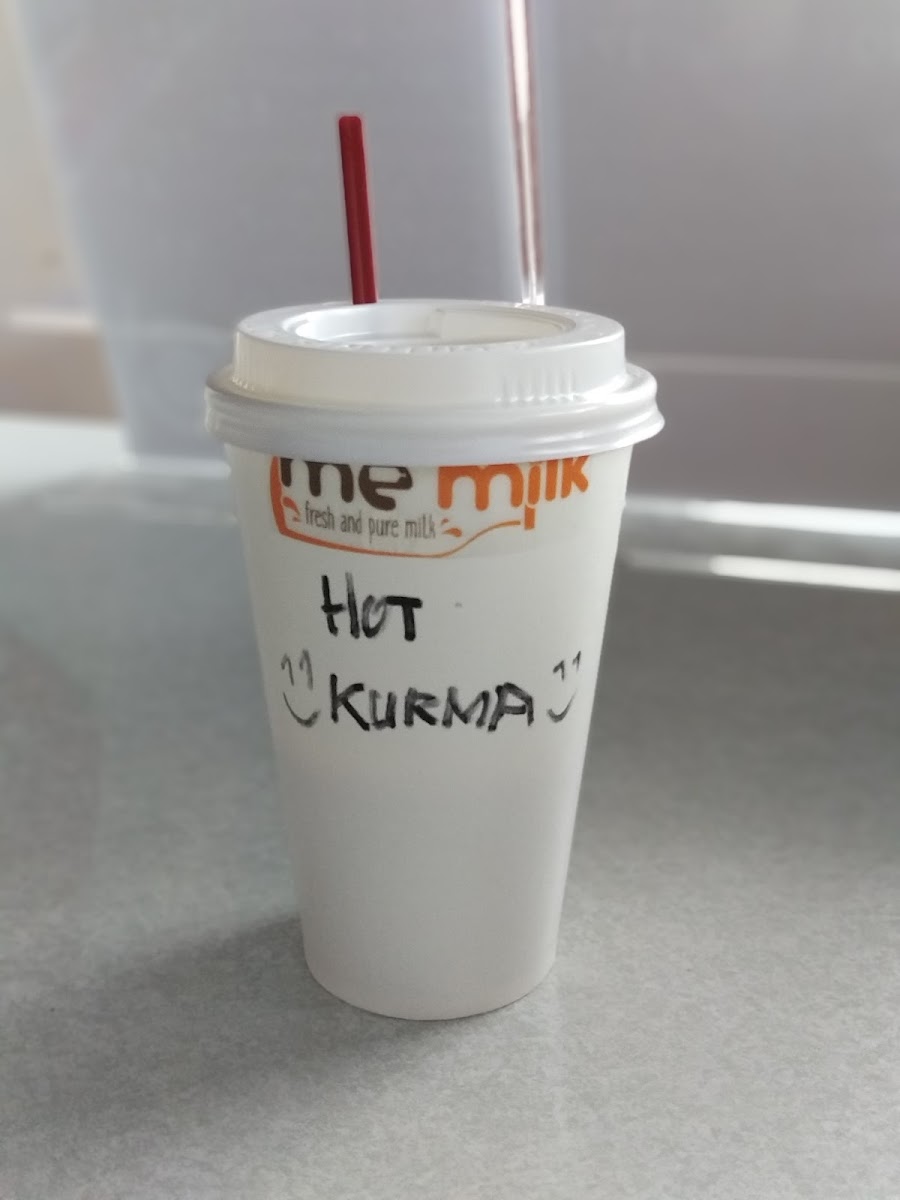 me milk
fresh and pure milk
HOT
KURMA